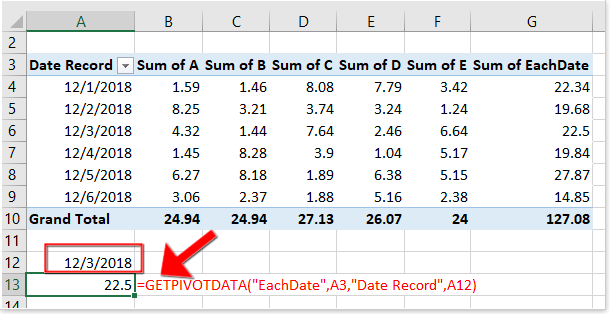 A B C D E F G
2
3 Date Record Sum of A Sum of B Sum of C Sum of D Sum of E Sum of EachDate
4 12/1/2018 1.59 1.46 8.08 7.79 3.42 22.34
5 12/2/2018 8.25 3.21 3.74 3.24 1.24 19.68
6 12/3/2018 4.32 1.44 7.64 2.46 6.64 22.5
7 12/4/2018 1.45 8.28 3.9 1.04 5.17 19.84
8 12/5/2018 6.27 8.18 1.89 6.38 5.15 27.87
9 12/6/2018 3.06 2.37 1.88 5.16 2.38 14.85
10 Grand Total 24.94 24.94 27.13 26.07 24 127.08
11
12 12/3/2018
13 22.5 =GETPIVOTDATA("EachDate",A3,"Date Record",A12)